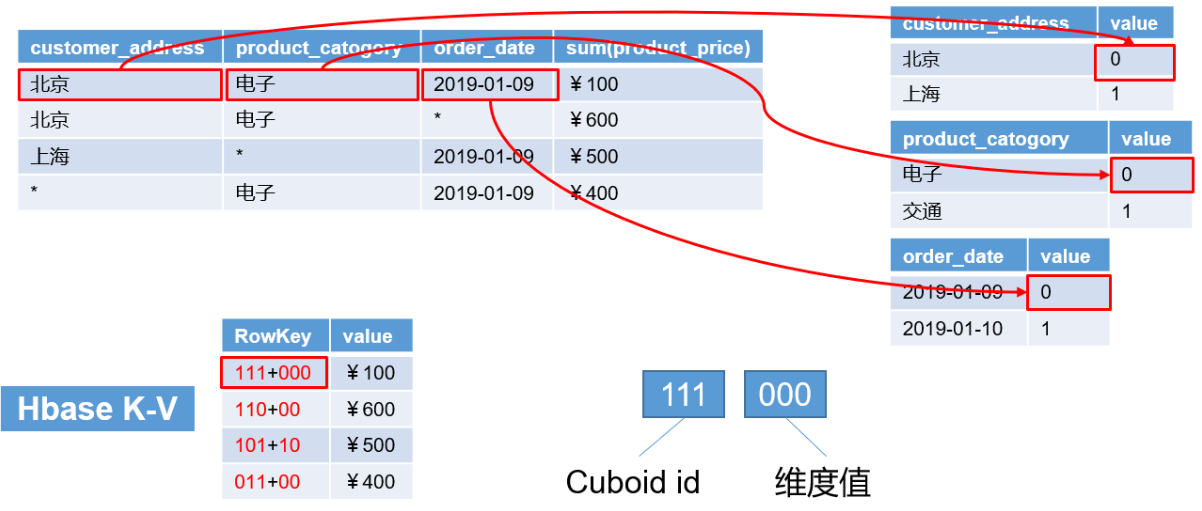 customer_address product_catogory order_date sum(product_price)
北京 电子 2019-01-09 ￥100
北京 电子 * ￥600
上海 * 2019-01-09 ￥500
* 电子 2019-01-09 ￥400
customer_address value
北京 0
上海 1
product_catogory value
电子 0
交通 1
order_date value
2019-01-09 0
2019-01-10 1
Hbase K-V
RowKey value
111+000 ￥100
110+00 ￥600
101+10 ￥500
011+00 ￥400
111 000
Cuboid id 维度值